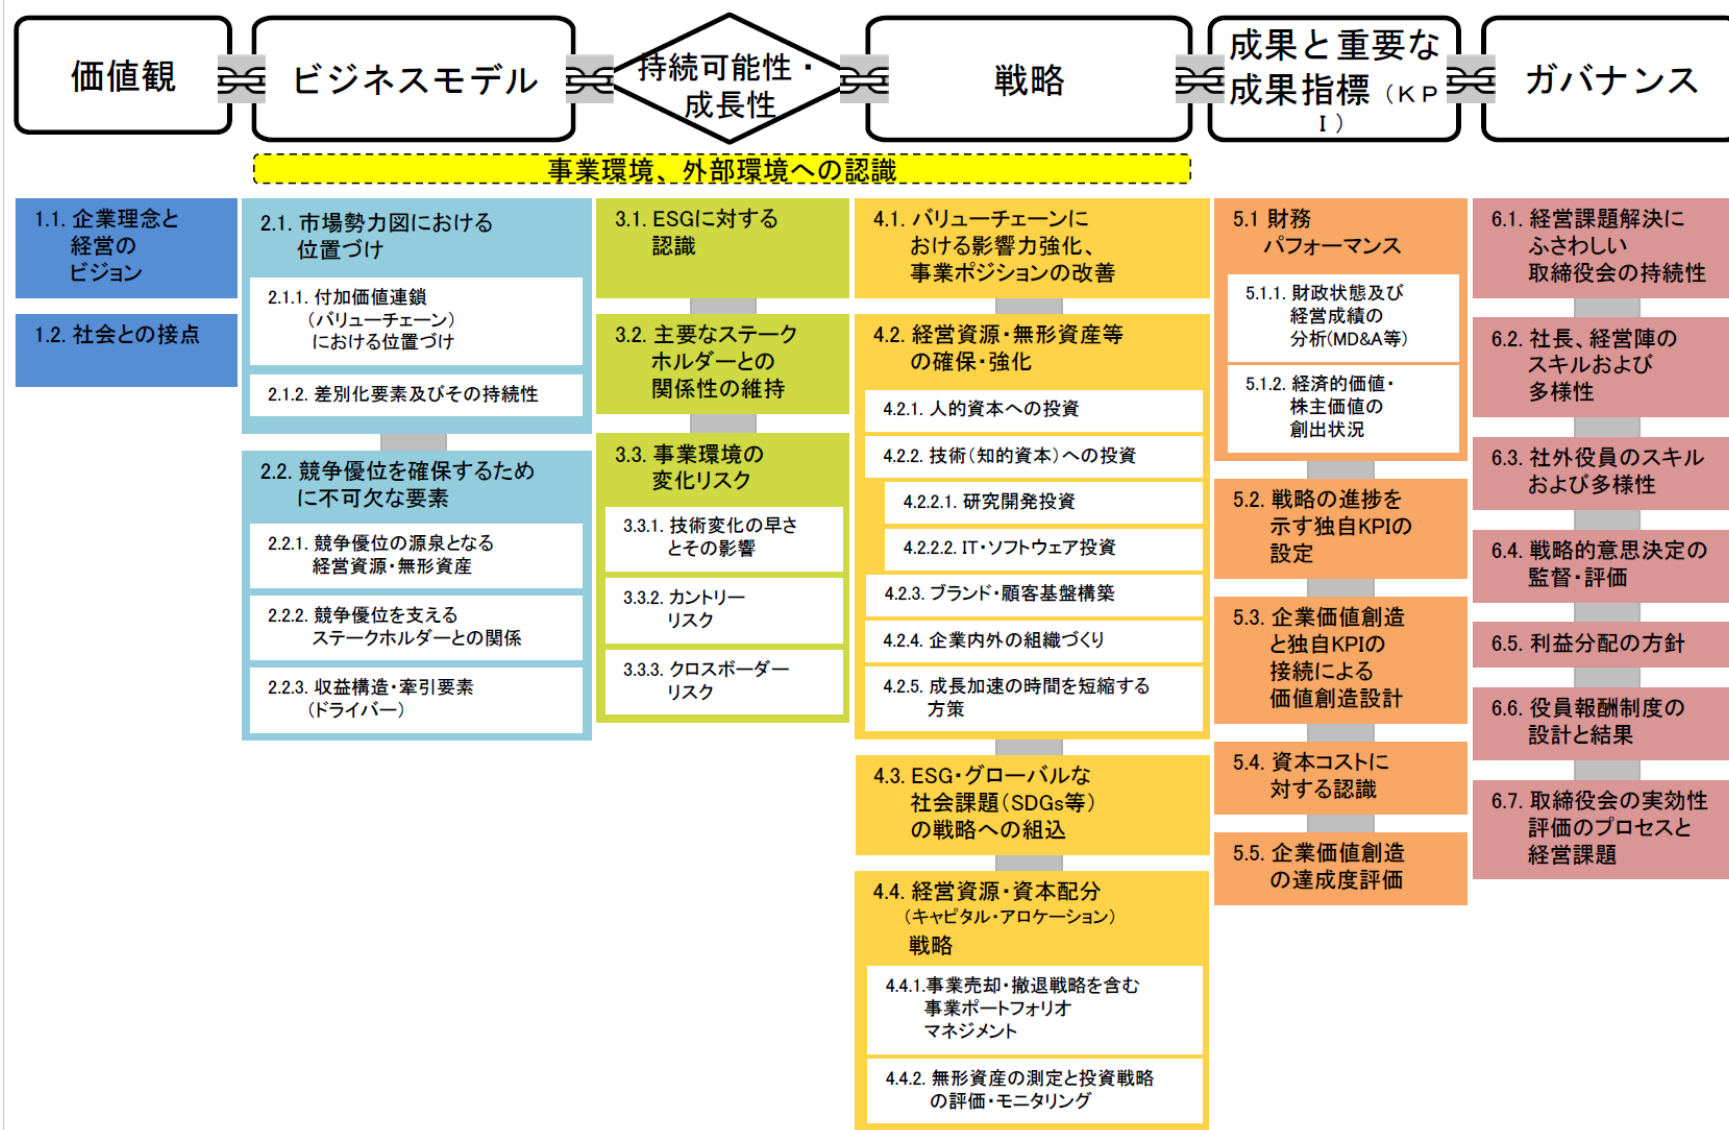 価値観
ビジネスモデル
持続可能性・
成長性
戦略
成果と重要な
成果指標（ＫＰ
Ｉ）
ガバナンス
事業環境、外部環境への認識
1.1. 企業理念と
経営の
ビジョン
1.2. 社会との接点
2.1. 市場勢力図における
位置づけ
2.1.1. 付加価値連鎖
（バリューチェーン）
における位置づけ
2.1.2. 差別化要素及びその持続性
2.2. 競争優位を確保するため
に不可欠な要素
2.2.1. 競争優位の源泉となる
経営資源・無形資産
2.2.2. 競争優位を支える
ステークホルダーとの関係
2.2.3. 収益構造・牽引要素
（ドライバー）
3.1. ESGに対する
認識
3.2. 主要なステーク
ホルダーとの
関係性の維持
3.3. 事業環境の
変化リスク
3.3.1. 技術変化の早さ
とその影響
3.3.2. カントリー
リスク
3.3.3. クロスボーダー
リスク
4.1. バリューチェーンに
おける影響力強化、
事業ポジションの改善
4.2. 経営資源・無形資産等
の確保・強化
4.2.1. 人的資本への投資
4.2.2. 技術（知的資本）への投資
4.2.2.1. 研究開発投資
4.2.2.2. IT・ソフトウェア投資
4.2.3. ブランド・顧客基盤構築
4.2.4. 企業内外の組織づくり
4.2.5. 成長加速の時間を短縮する
方策
4.3. ESG・グローバルな
社会課題（SDGs等）
の戦略への組込
4.4. 経営資源・資本配分
（キャピタル・アロケーション）
戦略
4.4.1.事業売却・撤退戦略を含む
事業ポートフォリオ
マネジメント
4.4.2. 無形資産の測定と投資戦略
の評価・モニタリング
5.1 財務
パフォーマンス
5.1.1. 財政状態及び
経営成績の
分析(MD&A等)
5.1.2. 経済的価値・
株主価値の
創出状況
5.2. 戦略の進捗を
示す独自KPIの
設定
5.3. 企業価値創造
と独自KPIの
接続による
価値創造設計
5.4. 資本コストに
対する認識
5.5. 企業価値創造
の達成度評価
6.1. 経営課題解決に
ふさわしい
取締役会の持続性
6.2. 社長、経営陣の
スキルおよび
多様性
6.3. 社外役員のスキル
および多様性
6.4. 戦略的意思決定の
監督・評価
6.5. 利益分配の方針
6.6. 役員報酬制度の
設計と結果
6.7. 取締役会の実効性
評価のプロセスと
経営課題